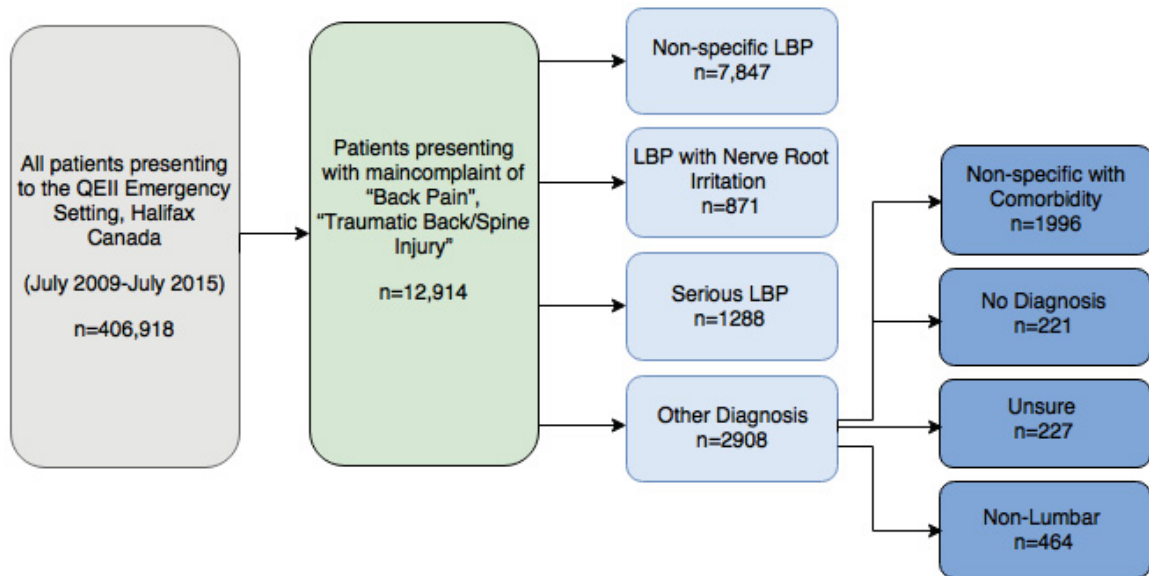 All patients presenting
to the QEII Emergency
Setting, Halifax
Canada
(July 2009-July 2015)
n=406,918
Patients presenting
with maincomplaint of
“Back Pain",
“Traumatic Back/Spine
Injury”
n=12,914
Non-specific LBP
n=7,847
LBP with Nerve Root
Irritation
n=871
Serious LBP
n=1288
Other Diagnosis
n=2908
Non-specific with
Comorbidity
n=1996
No Diagnosis
n=221
Unsure
n=227
Non-Lumbar
n=464